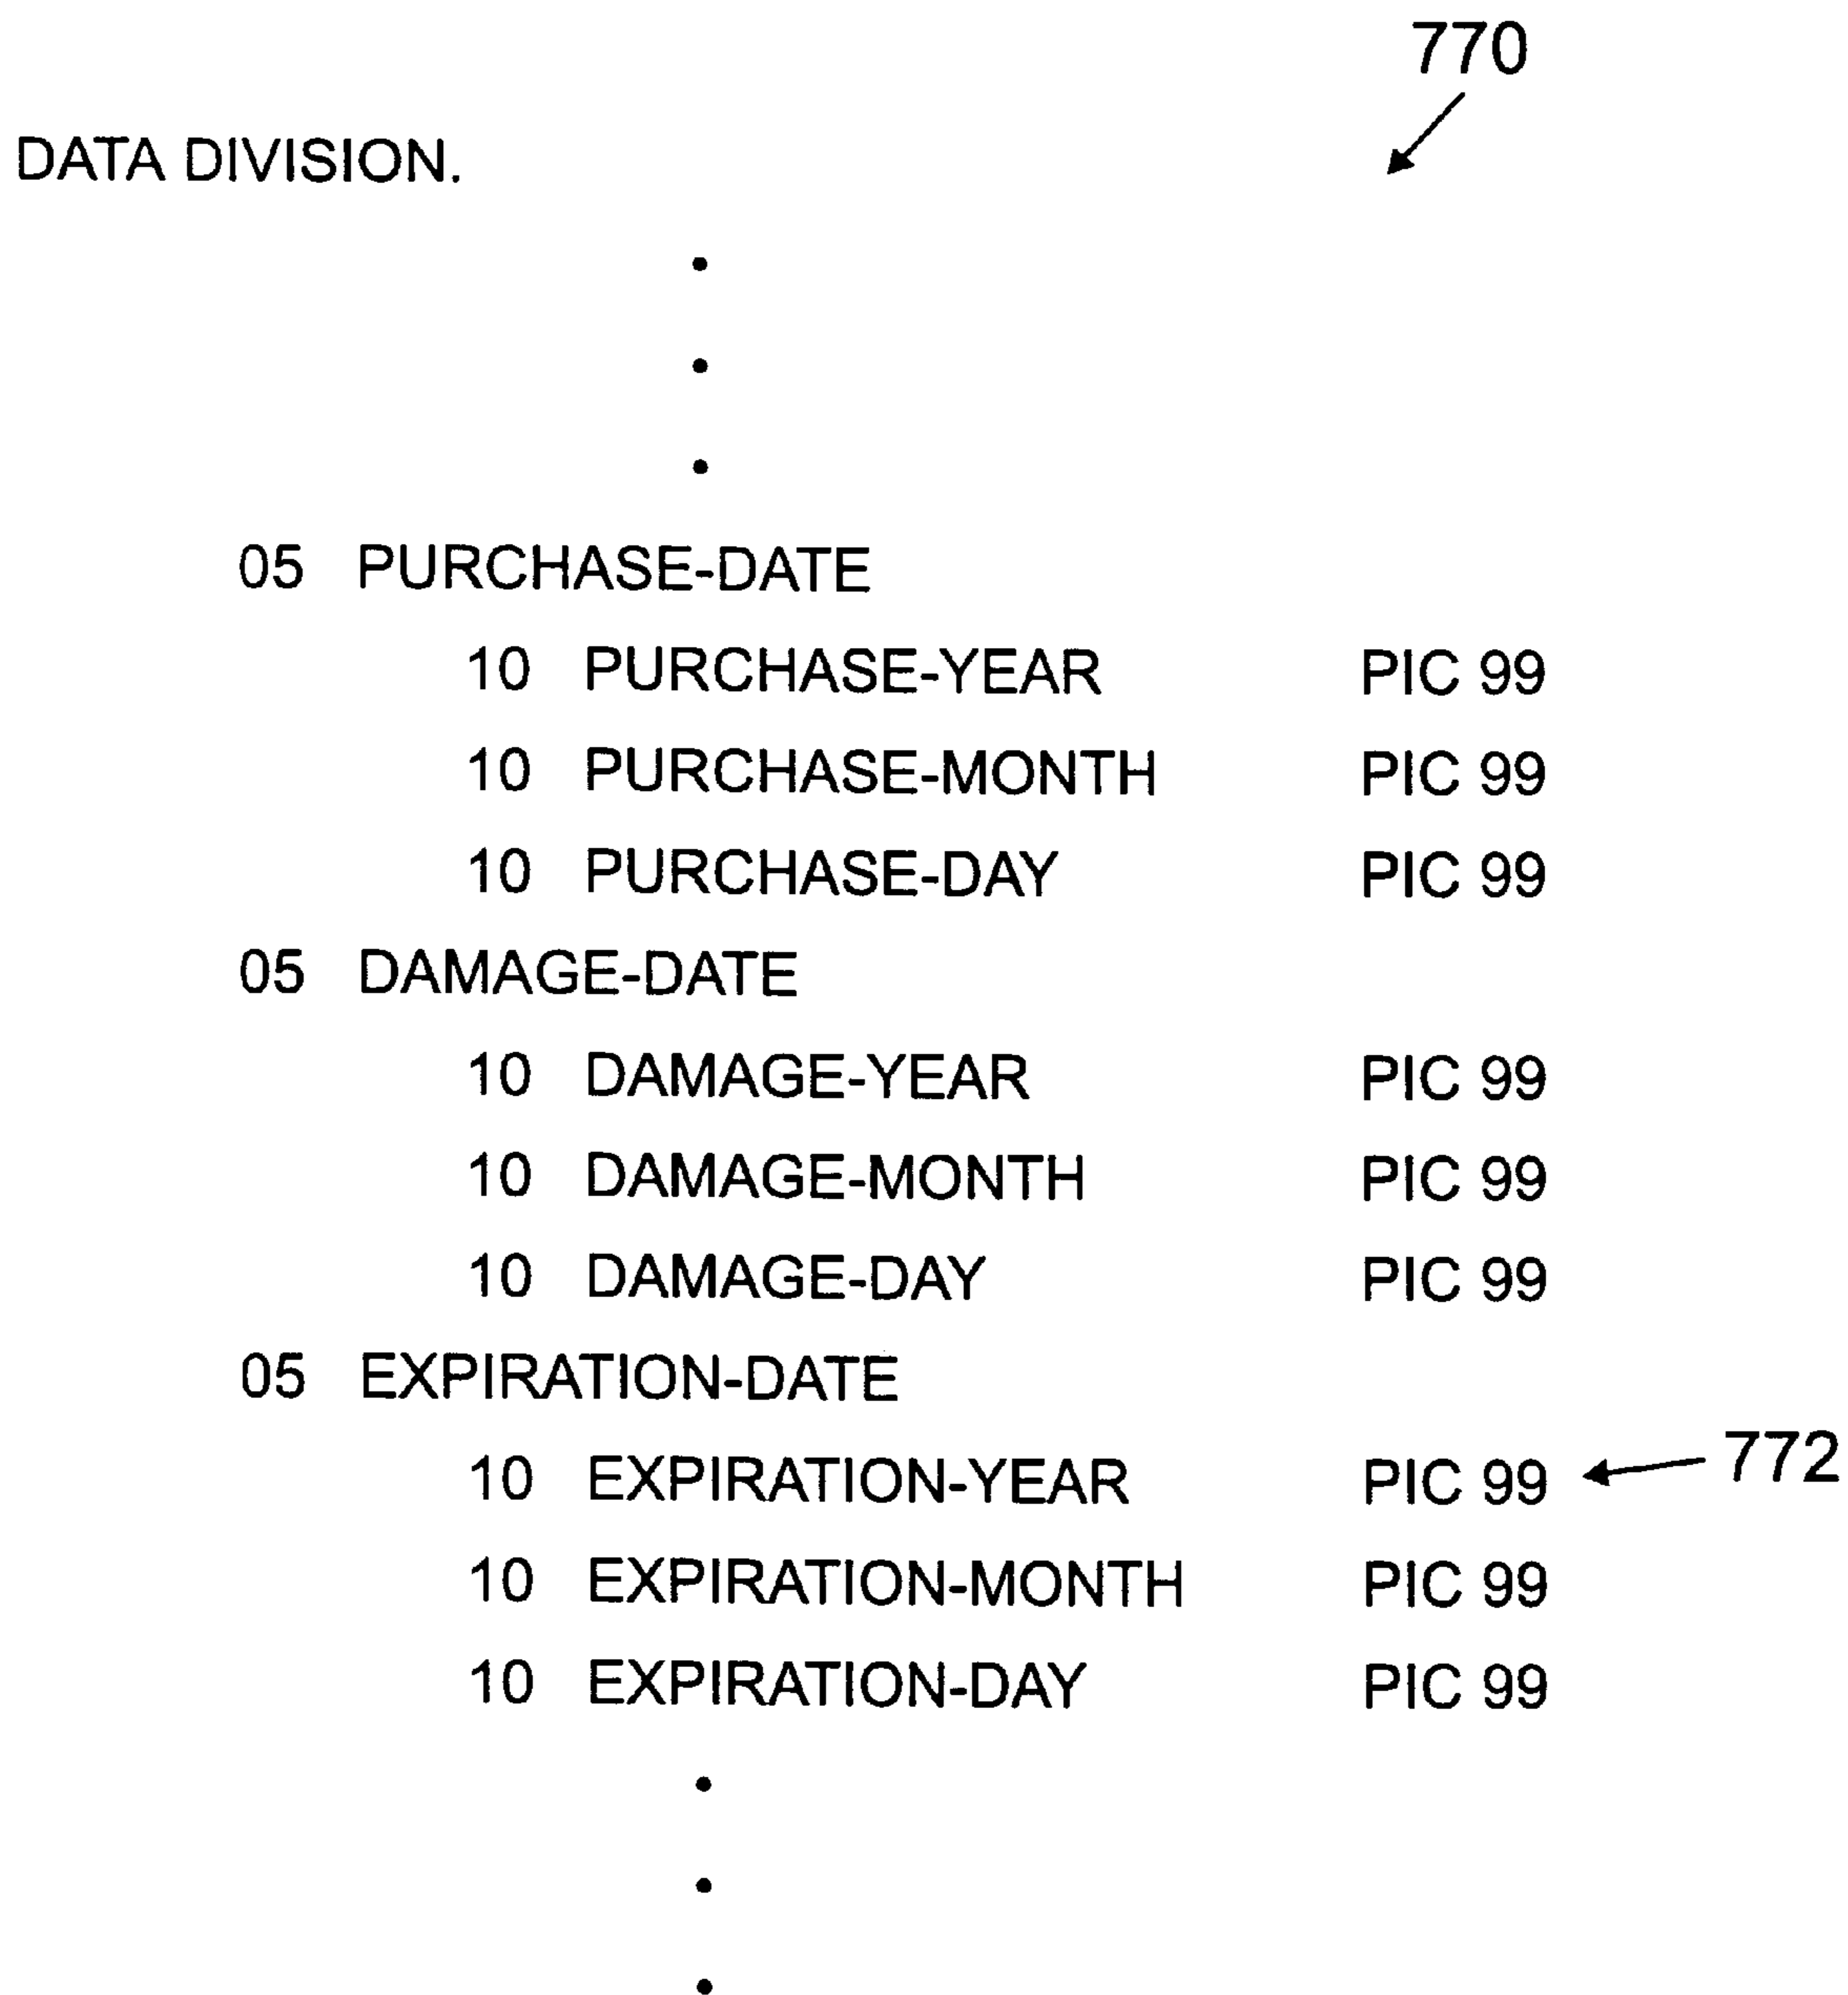 770
DATA DIVISION.
05 PURCHASE-DATE
10 PURCHASE-YEAR PIC 99
10 PURCHASE-MONTH PIC 99
10 PURCHASE-DAY PIC 99
05 DAMAGE-DATE
10 DAMAGE-YEAR PIC 99
10 DAMAGE-MONTH PIC 99
10 DAMAGE-DAY PIC 99
05 EXPIRATION-DATE
10 EXPIRATION-YEAR PIC 99 772
10 EXPIRATION-MONTH PIC 99
10 EXPIRATION-DAY PIC 99